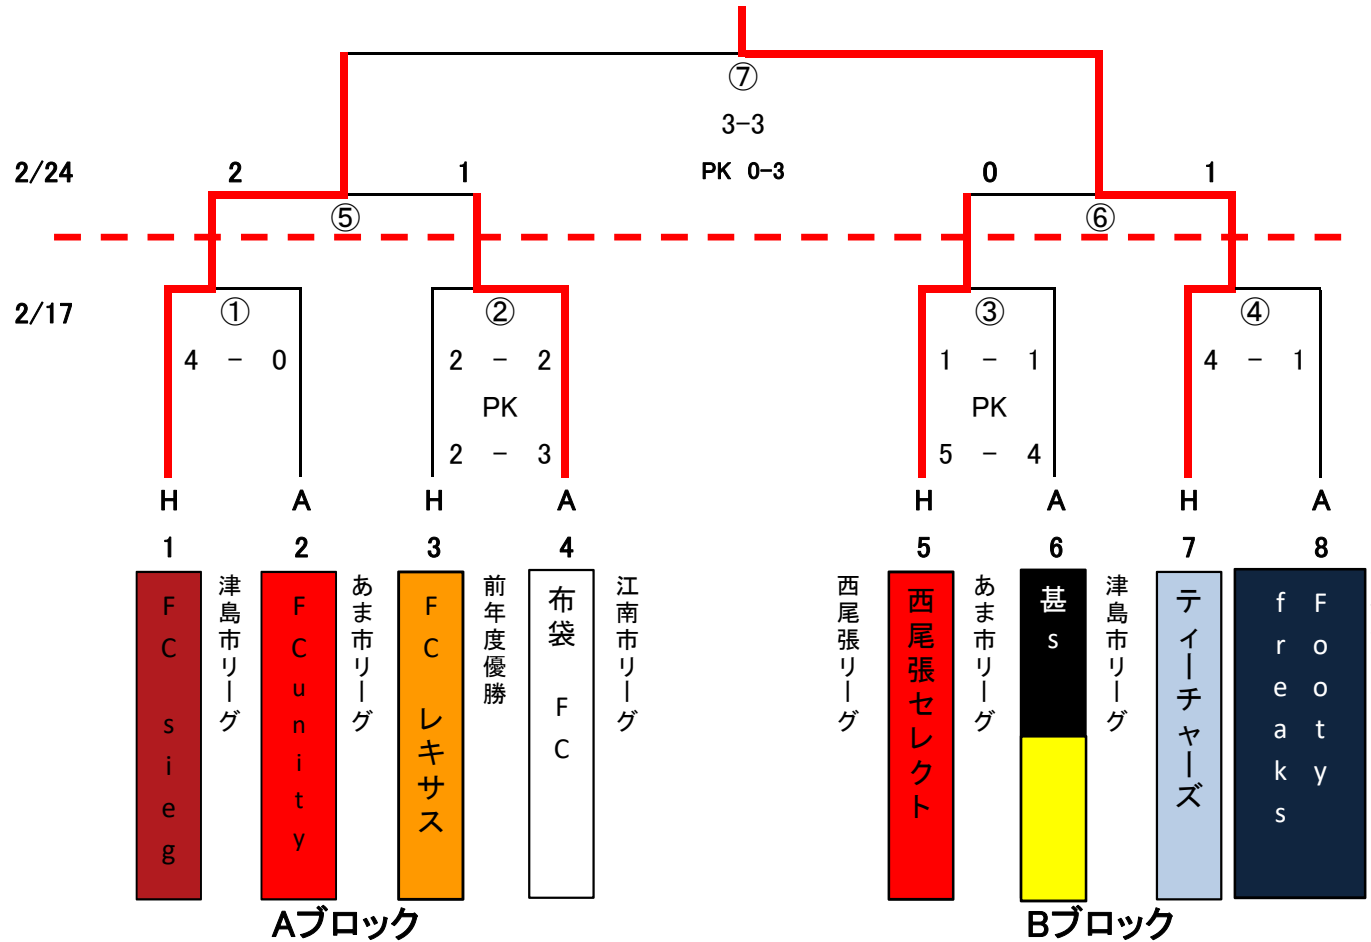 ⑦
3-3
2/24 2 1 PK 0-3 0 1
⑤ ⑥
2/17 ① ② ③ ④
4 - 0 2 - 2 1 - 1 4 - 1
PK PK
2 - 3 5 - 4
H A H A H A H A
1 2 3 4 5 6 7 8
FC sieg
津島市リーグ
FCunity
あま市リーグ
FC レキサス
前年度優勝
布袋 FC
江南市リーグ
西尾張リーグ
西尾張セレクト
あま市リーグ
甚s
津島市リーグ
ティーチャーズ
Footy
freaks
Aブロック Bブロック